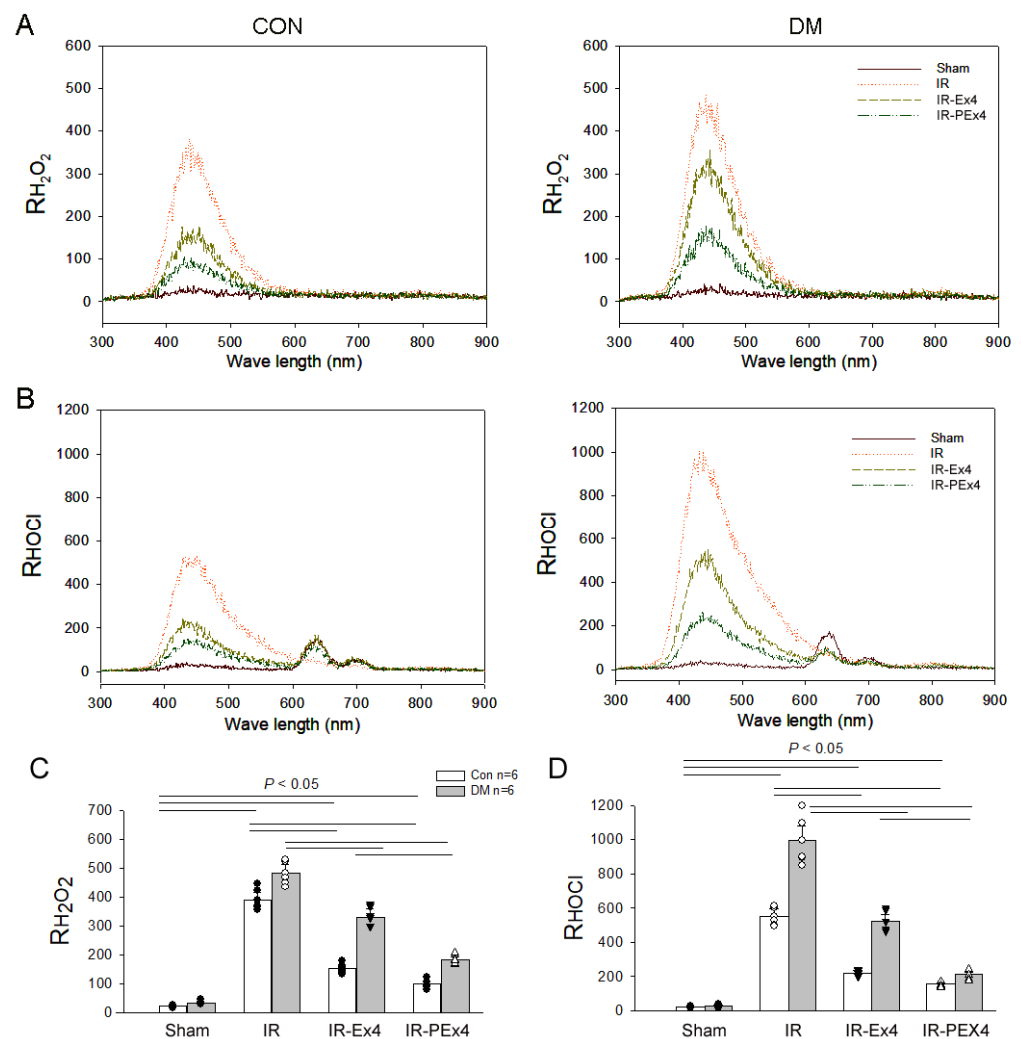 A
CON
DM
600
500
400
300
200
100
0
RH₂O₂
300 400 500 600 700 800 900
Wave length (nm)
600
500
400
300
200
100
0
RH₂O₂
Sham
IR
IR-Ex4
IR-PEx4
300 400 500 600 700 800 900
Wave length (nm)
B
1200
1000
800
600
400
200
0
RHOCl
300 400 500 600 700 800 900
Wave length (nm)
1200
1000
800
600
400
200
0
RHOCl
Sham
IR
IR-Ex4
IR-PEx4
300 400 500 600 700 800 900
Wave length (nm)
C
P < 0.05
Con n=6
DM n=6
700
600
500
400
300
200
100
0
RH₂O₂
Sham IR IR-Ex4 IR-PEx4
D
P < 0.05
1200
1000
800
600
400
200
0
RHOCl
Sham IR IR-Ex4 IR-PEX4